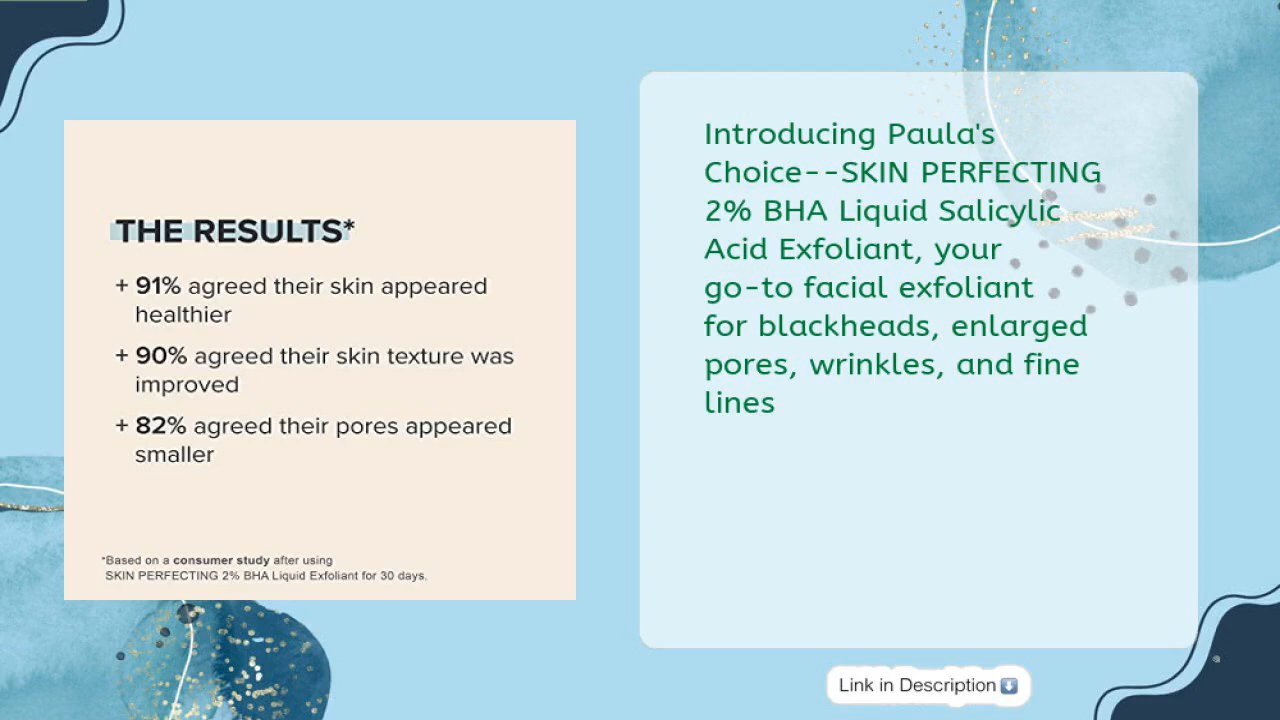 THE RESULTS*
+ 91% agreed their skin appeared
healthier
+ 90% agreed their skin texture was
improved
+ 82% agreed their pores appeared
smaller
*Based on a consumer study after using
SKIN PERFECTING 2% BHA Liquid Exfoliant for 30 days.
Introducing Paula's
Choice--SKIN PERFECTING
2% BHA Liquid Salicylic
Acid Exfoliant, your
go-to facial exfoliant
for blackheads, enlarged
pores, wrinkles, and fine
lines
Link in Description⬇️